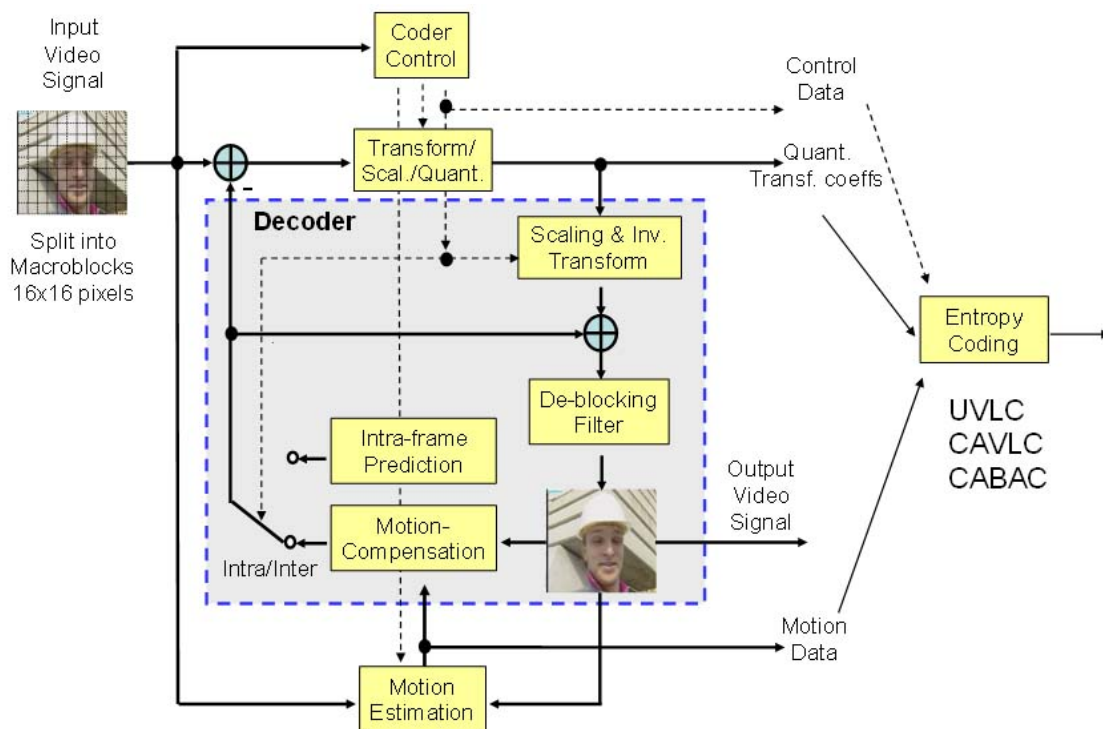 Input
Video
Signal
Coder
Control
Control
Data
Transform/
Scal./Quant.
Quant.
Transf. coeffs
-
Decoder
Split into
Macroblocks
16x16 pixels
Scaling & Inv.
Transform
Entropy
Coding
De-blocking
Filter
UVLC
CAVLC
CABAC
Intra-frame
Prediction
Output
Video
Signal
Motion-
Compensation
Intra/Inter
Motion
Data
Motion
Estimation